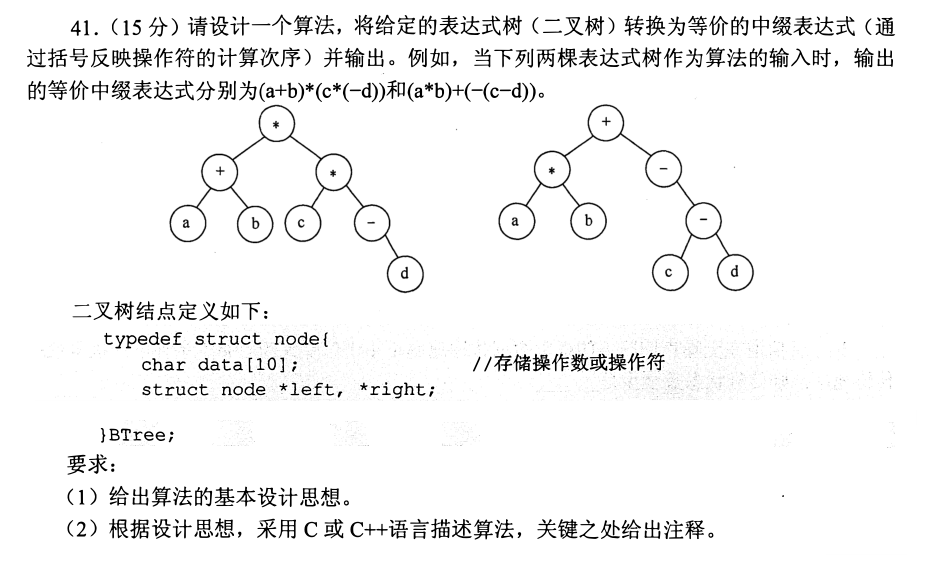 41.（15 分）请设计一个算法，将给定的表达式树（二叉树）转换为等价的中缀表达式（通
过括号反映操作符的计算次序）并输出。例如，当下列两棵表达式树作为算法的输入时，输出
的等价中缀表达式分别为(a+b)*(c*(−d))和(a*b)+(−(c−d))。
* +
+ * * −
a b c − a b −
d c d
二叉树结点定义如下：
typedef struct node{
char data[10]; //存储操作数或操作符
struct node *left, *right;
}BTree;
要求：
（1）给出算法的基本设计思想。
（2）根据设计思想，采用 C 或 C++语言描述算法，关键之处给出注释。